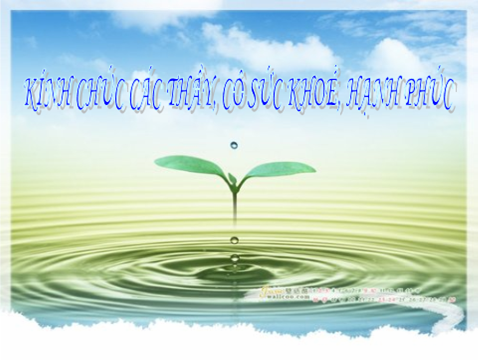 KÍNH CHÚC CÁC THẦY, CÔ SỨC KHOẺ, HẠNH PHÚC